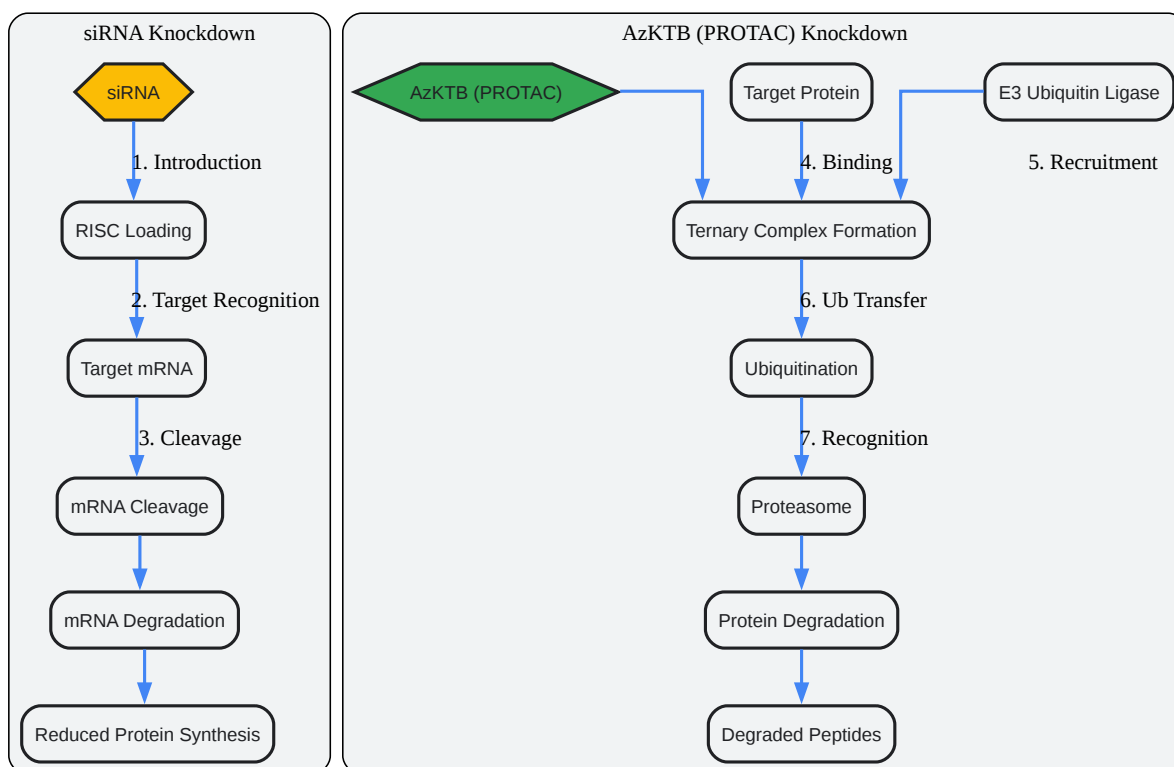 siRNA Knockdown
siRNA
1. Introduction
RISC Loading
2. Target Recognition
Target mRNA
3. Cleavage
mRNA Cleavage
mRNA Degradation
Reduced Protein Synthesis
AzKTB (PROTAC) Knockdown
AzKTB (PROTAC)
Target Protein
E3 Ubiquitin Ligase
4. Binding
5. Recruitment
Ternary Complex Formation
6. Ub Transfer
Ubiquitination
7. Recognition
Proteasome
Protein Degradation
Degraded Peptides